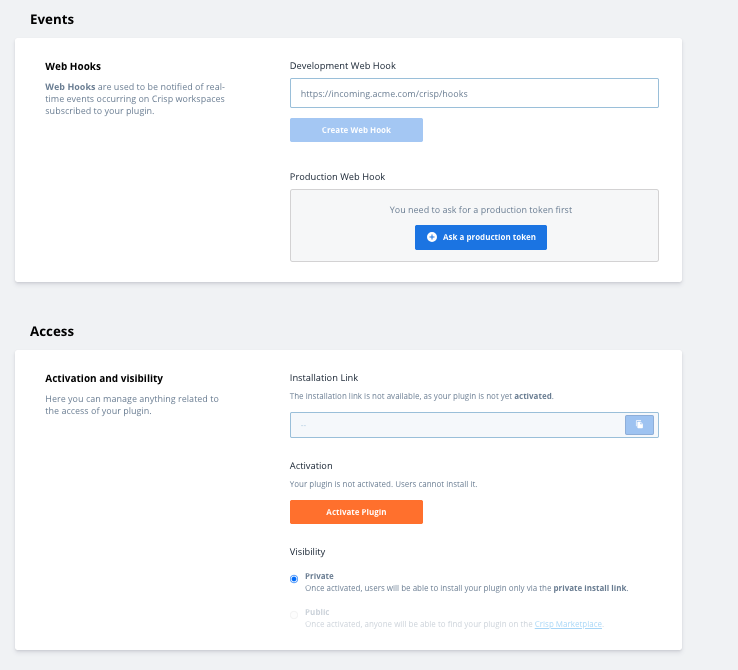 Events
Web Hooks
Web Hooks are used to be notified of real-
time events occurring on Crisp workspaces
subscribed to your plugin.
Development Web Hook
https://incoming.acme.com/crisp/hooks
Create Web Hook
Production Web Hook
You need to ask for a production token first
Ask a production token
Access
Activation and visibility
Here you can manage anything related to
the access of your plugin.
Installation Link
The installation link is not available, as your plugin is not yet activated.
--
Activation
Your plugin is not activated. Users cannot install it.
Activate Plugin
Visibility
Private
Once activated, users will be able to install your plugin only via the private install link.
Public
Once activated, anyone will be able to find your plugin on the Crisp Marketplace.